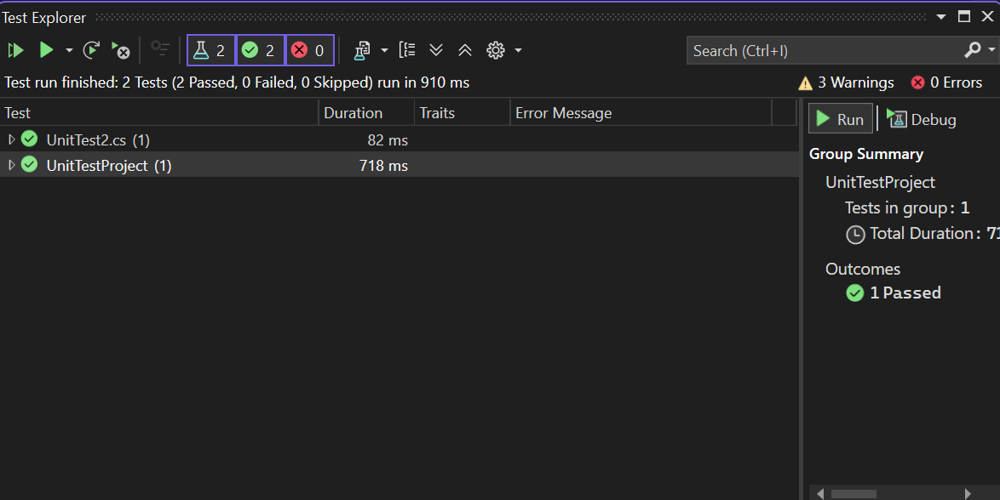 Test Explorer
2 2 0 Search (Ctrl+I)
Test run finished: 2 Tests (2 Passed, 0 Failed, 0 Skipped) run in 910 ms 3 Warnings 0 Errors
Test Duration Traits Error Message
UnitTest2.cs (1) 82 ms
UnitTestProject (1) 718 ms
Run Debug
Group Summary
UnitTestProject
Tests in group: 1
Total Duration: 71
Outcomes
1 Passed